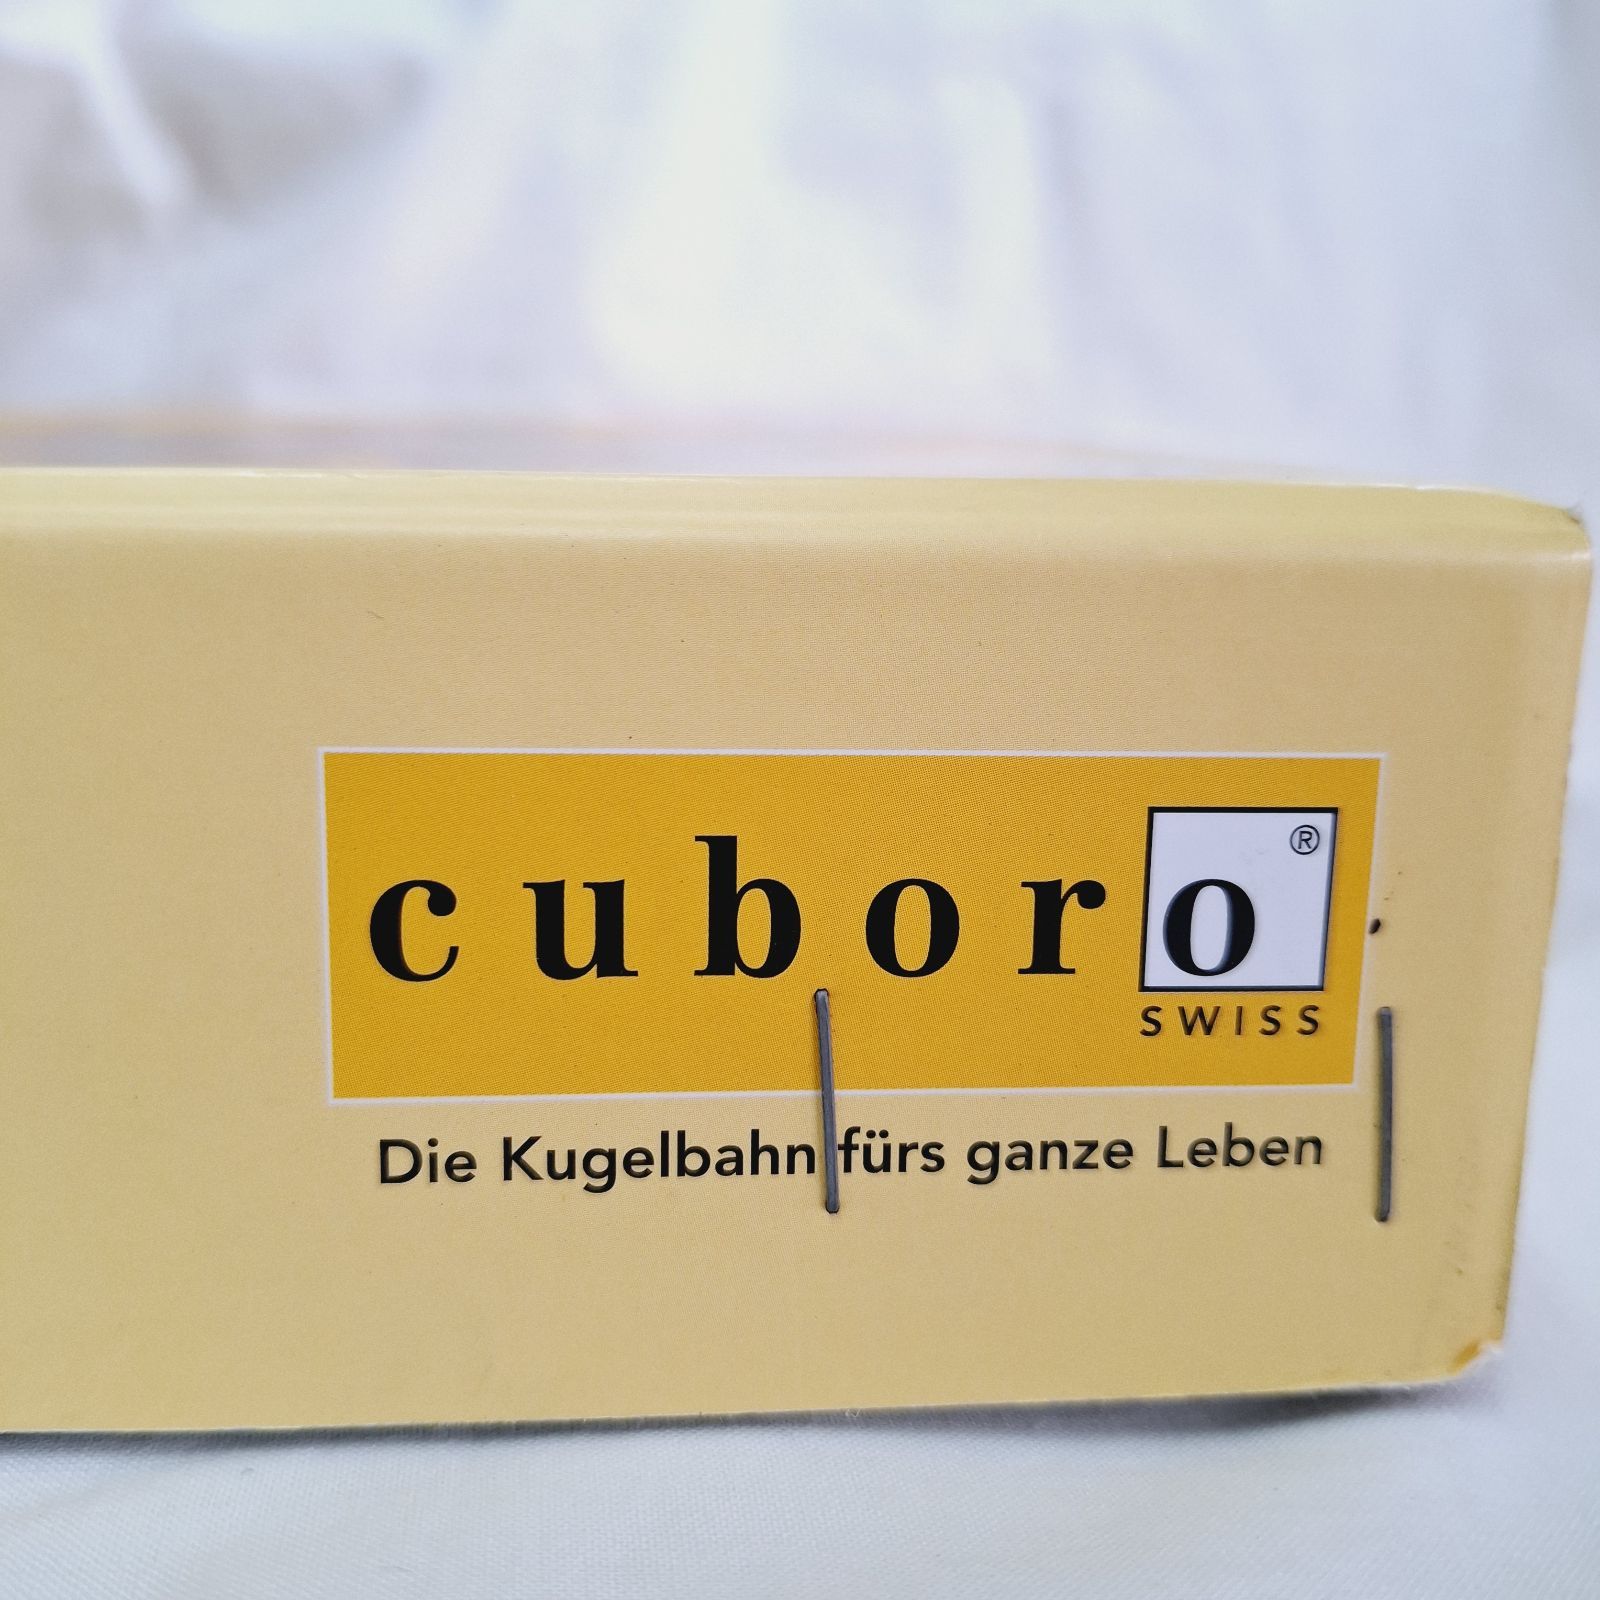 cuboro®
SWISS
Die Kugelbahn fürs ganze Leben